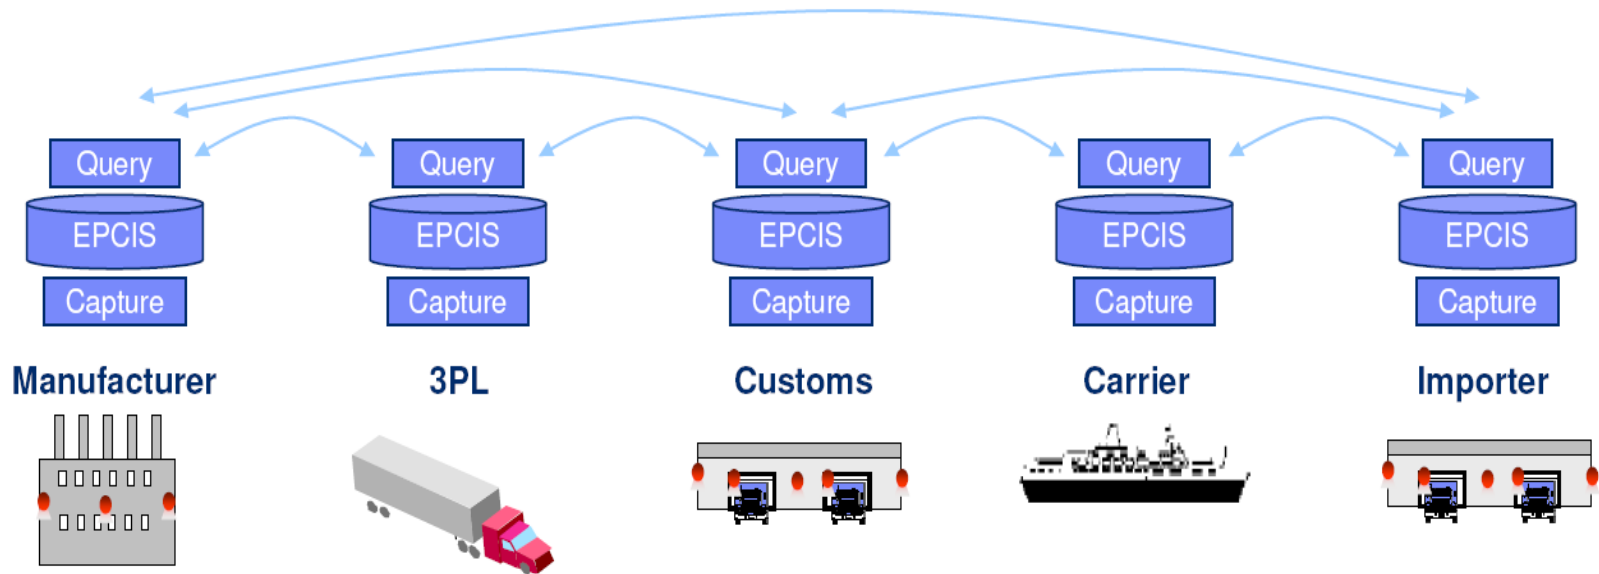 Query Query Query Query Query
EPCIS EPCIS EPCIS EPCIS EPCIS
Capture Capture Capture Capture Capture
Manufacturer 3PL Customs Carrier Importer